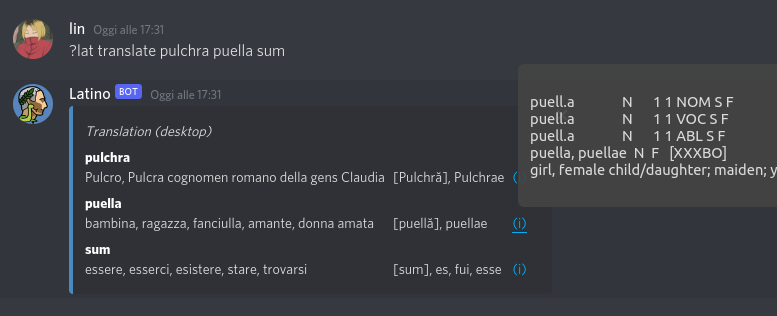 lin Oggi alle 17:31
?lat translate pulchra puella sum
Latino BOT Oggi alle 17:31
Translation (desktop)
pulchra
Pulcro, Pulcra cognomen romano della gens Claudia [Pulchră], Pulchrae
puella
bambina, ragazza, fanciulla, amante, donna amata [puellă], puellae (i)
sum
essere, esserci, esistere, stare, trovarsi [sum], es, fui, esse (i)
puell.a N 1 1 NOM S F
puell.a N 1 1 VOC S F
puell.a N 1 1 ABL S F
puella, puellae N F [XXXBO]
girl, female child/daughter; maiden; y